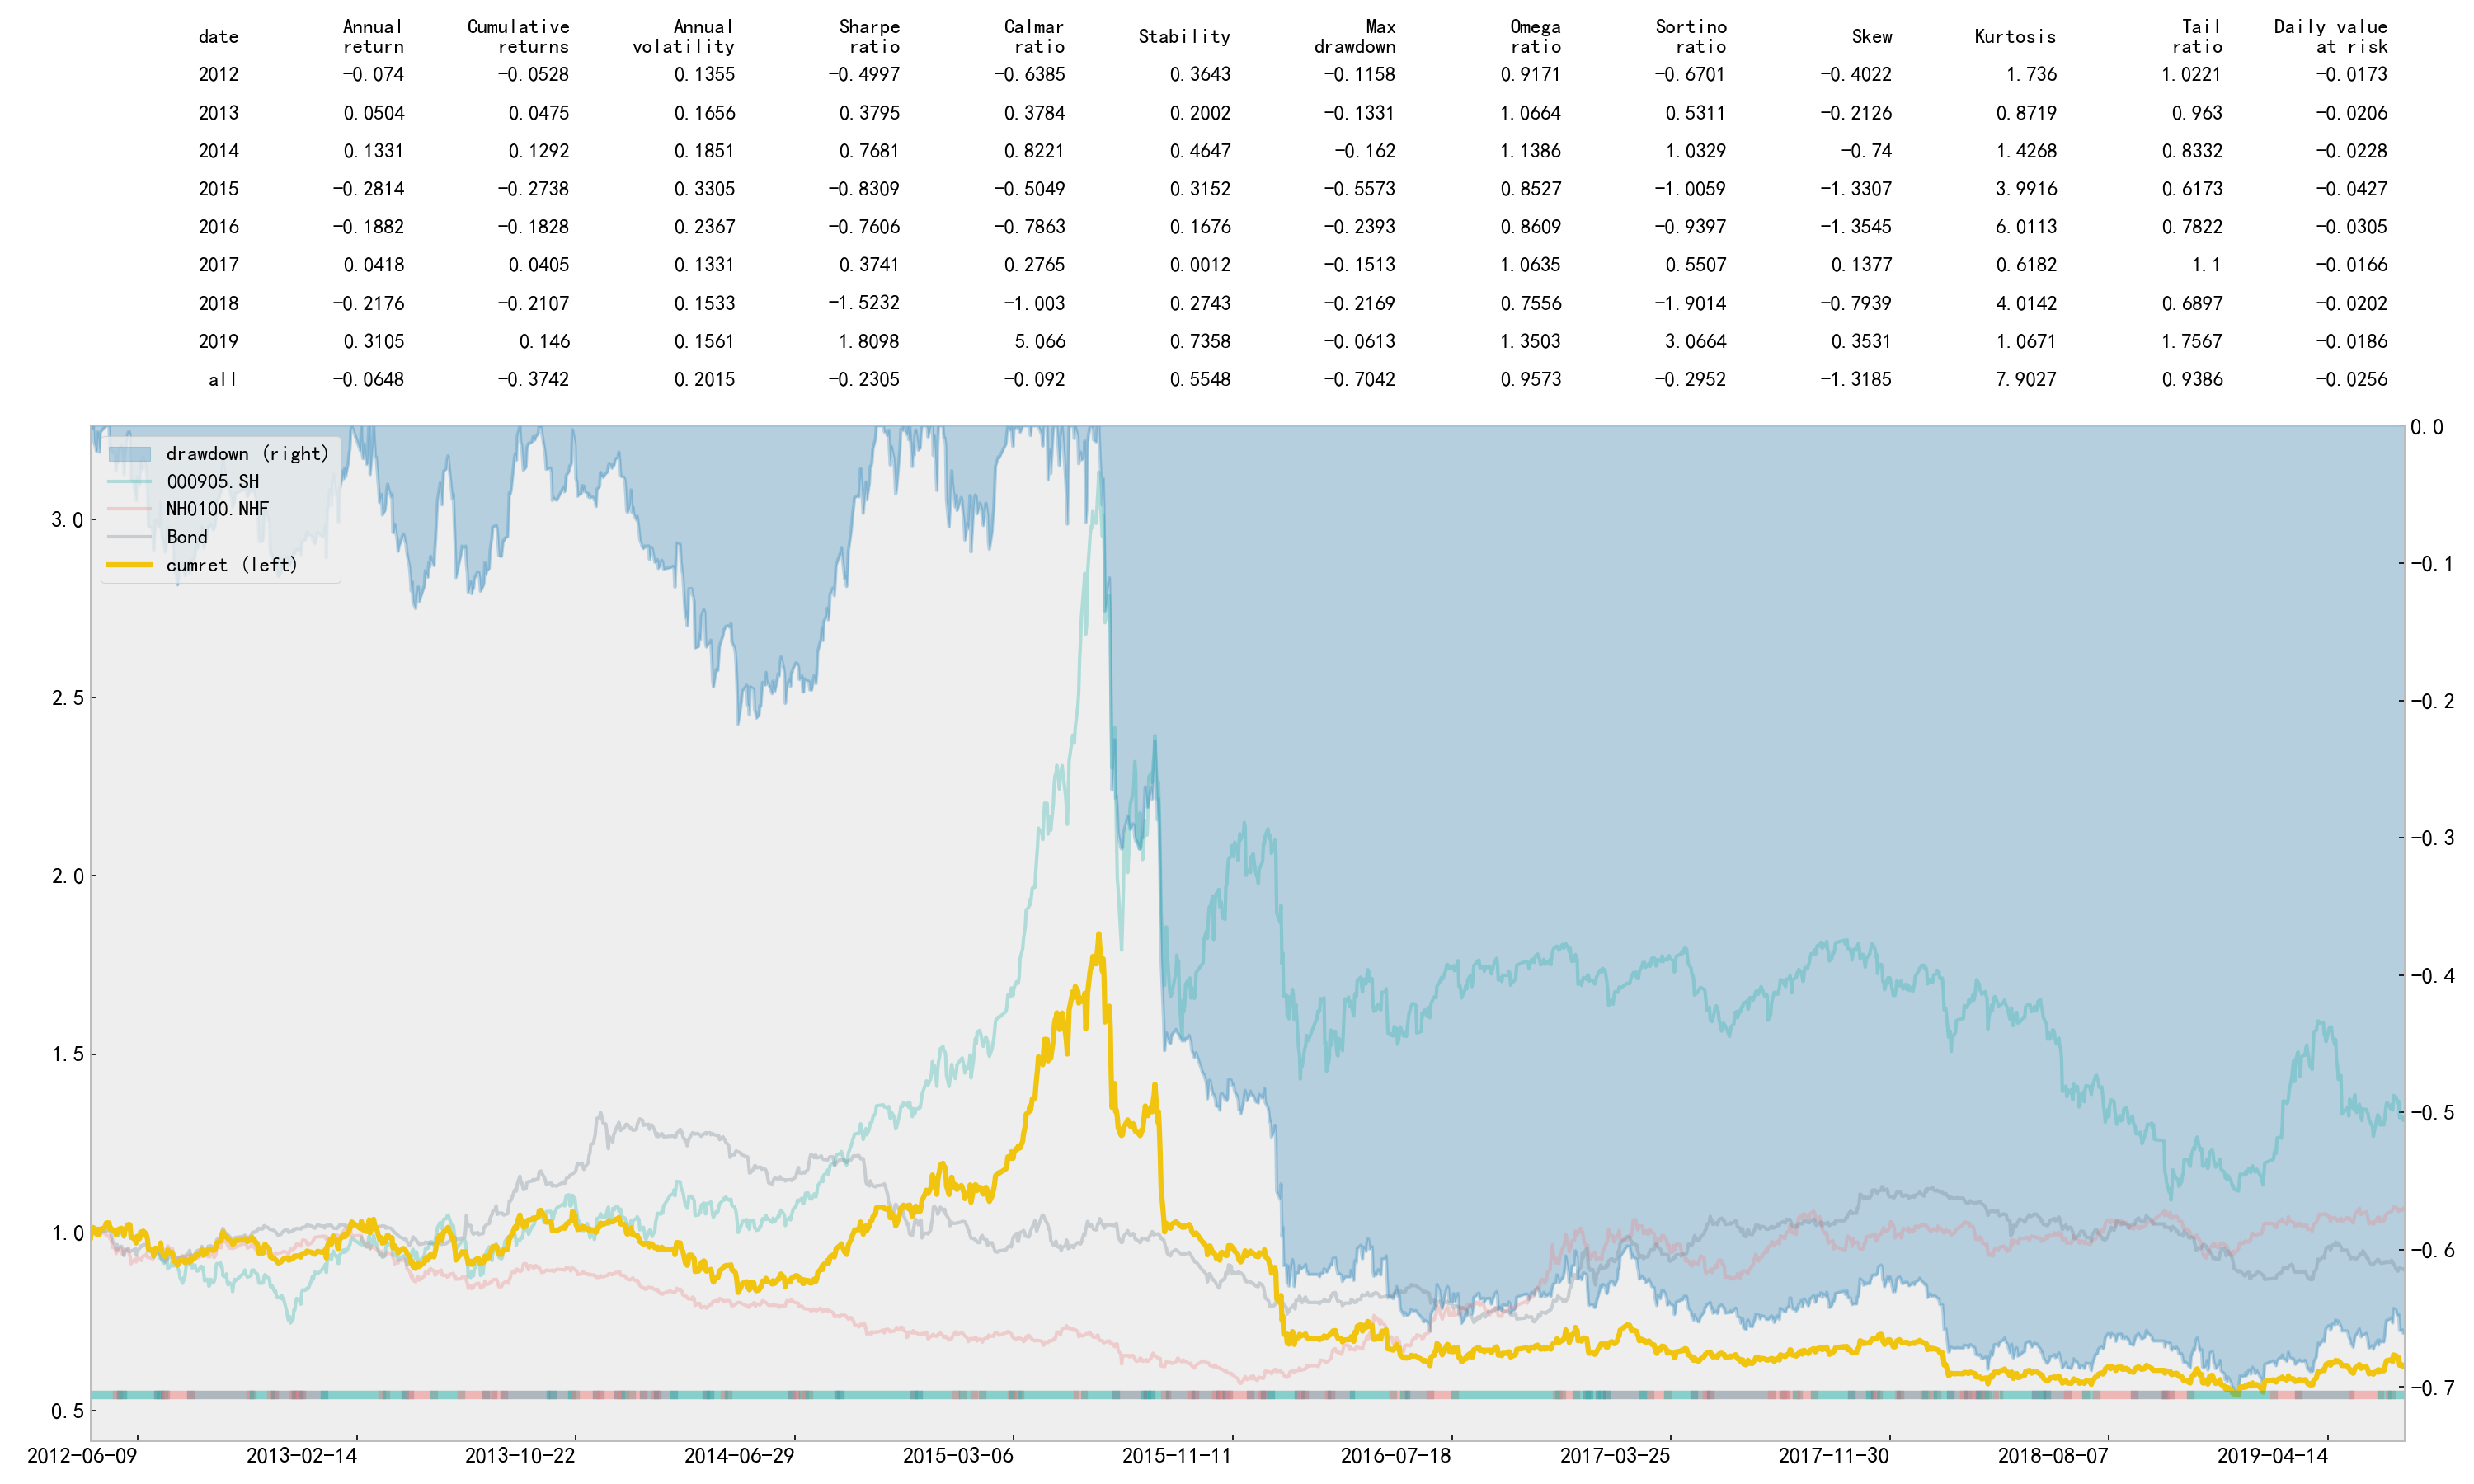 date Annual return Cumulative returns Annual volatility Sharpe ratio Calmar ratio Stability Max drawdown Omega ratio Sortino ratio Skew Kurtosis Tail ratio Daily value at risk
2012 -0.074 -0.0528 0.1355 -0.4997 -0.6385 0.3643 -0.1158 0.9171 -0.6701 -0.4022 1.736 1.0221 -0.0173
2013 0.0504 0.0475 0.1656 0.3795 0.3784 0.2002 -0.1331 1.0664 0.5311 -0.2126 0.8719 0.963 -0.0206
2014 0.1331 0.1292 0.1851 0.7681 0.8221 0.4647 -0.162 1.1386 1.0329 -0.74 1.4268 0.8332 -0.0228
2015 -0.2814 -0.2738 0.3305 -0.8309 -0.5049 0.3152 -0.5573 0.8527 -1.0059 -1.3307 3.9916 0.6173 -0.0427
2016 -0.1882 -0.1828 0.2367 -0.7606 -0.7863 0.1676 -0.2393 0.8609 -0.9397 -1.3545 6.0113 0.7822 -0.0305
2017 0.0418 0.0405 0.1331 0.3741 0.2765 0.0012 -0.1513 1.0635 0.5507 0.1377 0.6182 1.1 -0.0166
2018 -0.2176 -0.2107 0.1533 -1.5232 -1.003 0.2743 -0.2169 0.7556 -1.9014 -0.7939 4.0142 0.6897 -0.0202
2019 0.3105 0.146 0.1561 1.8098 5.066 0.7358 -0.0613 1.3503 3.0664 0.3531 1.0671 1.7567 -0.0186
all -0.0648 -0.3742 0.2015 -0.2305 -0.092 0.5548 -0.7042 0.9573 -0.2952 -1.3185 7.9027 0.9386 -0.0256
drawdown (right)
000905.SH
NH0100.NHF
Bond
cumret (left)
3.0
2.5
2.0
1.5
1.0
0.5
0.0
-0.1
-0.2
-0.3
-0.4
-0.5
-0.6
-0.7
2012-06-09 2013-02-14 2013-10-22 2014-06-29 2015-03-06 2015-11-11 2016-07-18 2017-03-25 2017-11-30 2018-08-07 2019-04-14